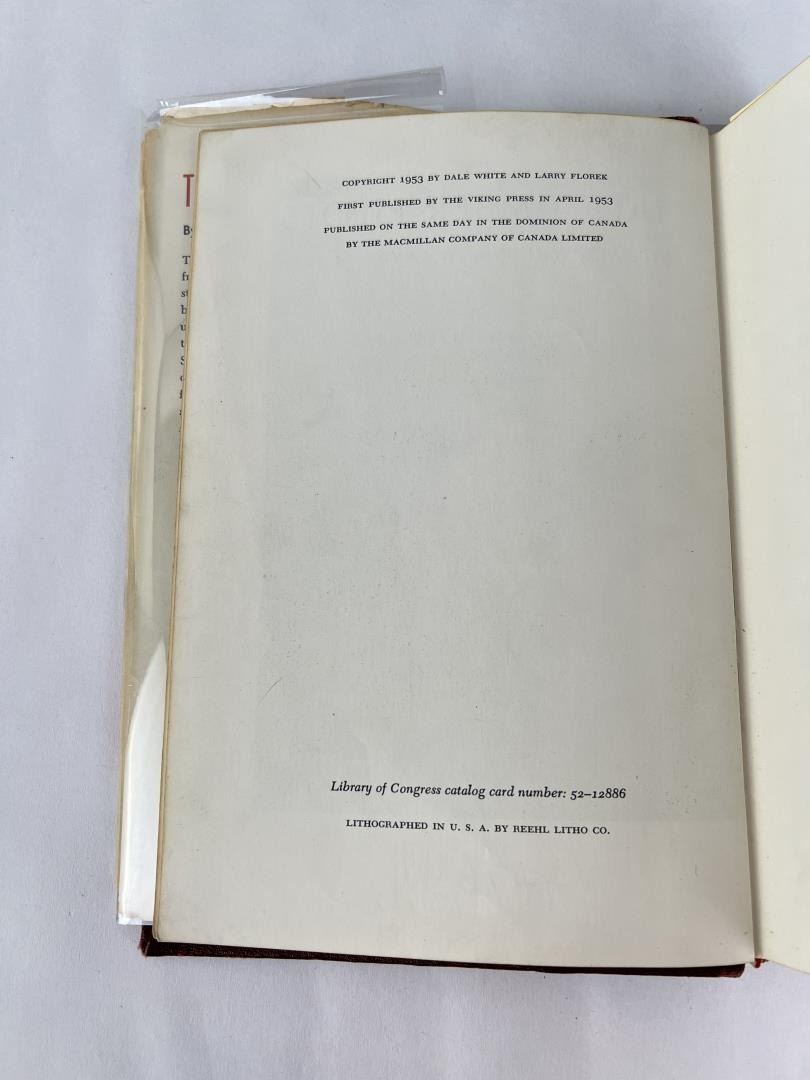 COPYRIGHT 1953 BY DALE WHITE AND LARRY FLOREK
FIRST PUBLISHED BY THE VIKING PRESS IN APRIL 1953
PUBLISHED ON THE SAME DAY IN THE DOMINION OF CANADA
BY THE MACMILLAN COMPANY OF CANADA LIMITED
Library of Congress catalog card number: 52–12886
LITHOGRAPHED IN U. S. A. BY REEHL LITHO CO.